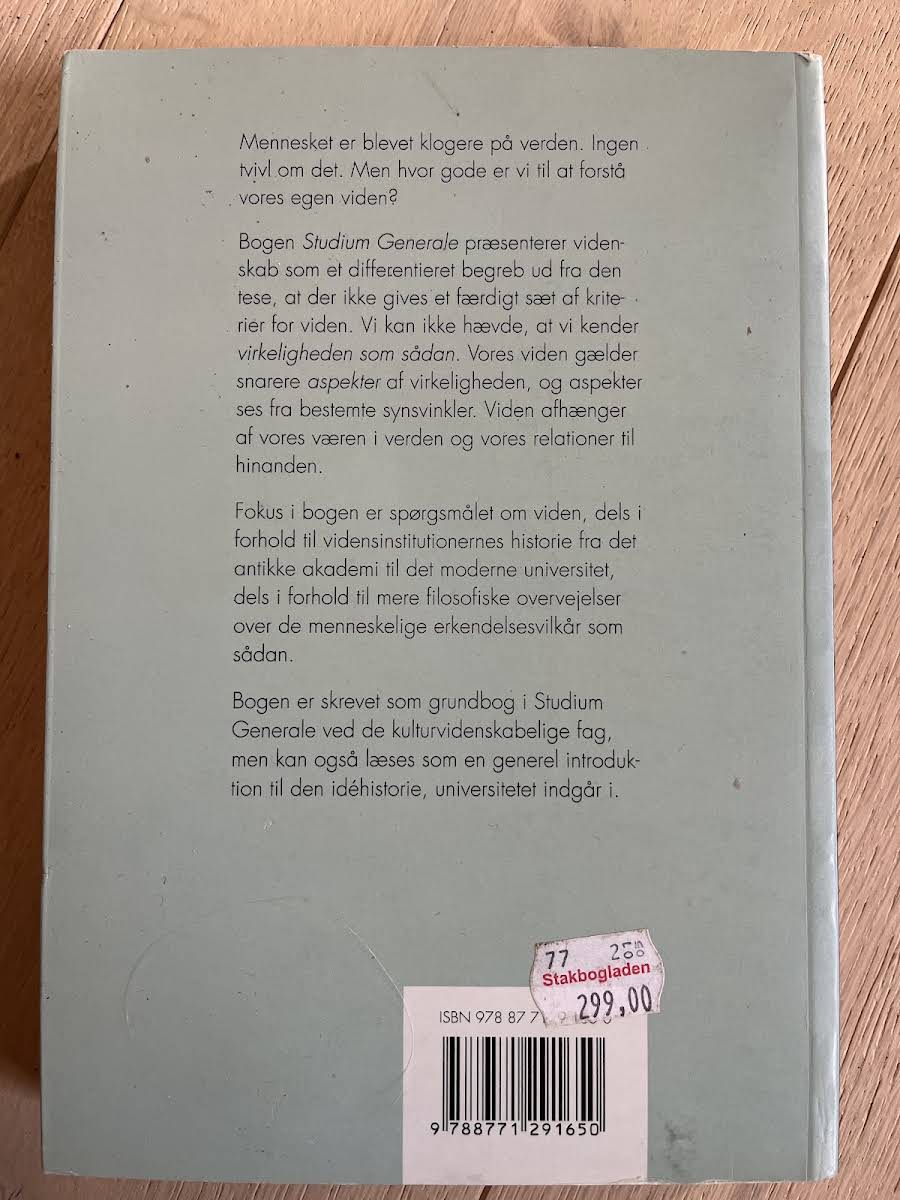 Mennesket er blevet klogere på verden. Ingen
tvivl om det. Men hvor gode er vi til at forstå
vores egen viden?
Bogen Studium Generale præsenterer viden-
skab som et differentieret begreb ud fra den
tese, at der ikke gives et færdigt sæt af krite-
rier for viden. Vi kan ikke hævde, at vi kender
virkeligheden som sådan. Vores viden gælder
snarere aspekter af virkeligheden, og aspekter
ses fra bestemte synsvinkler. Viden afhænger
af vores væren i verden og vores relationer til
hinanden.
Fokus i bogen er spørgsmålet om viden, dels i
forhold til vidensinstitutionernes historie fra det
antikke akademi til det moderne universitet,
dels i forhold til mere filosofiske overvejelser
over de menneskelige erkendelsesvilkår som
sådan.
Bogen er skrevet som grundbog i Studium
Generale ved de kulturvidenskabelige fag,
men kan også læses som en generel introduk-
tion til den idéhistorie, universitetet indgår i.
77
Stakbogladen
299,00
ISBN 978 87 7
9 788771 291650